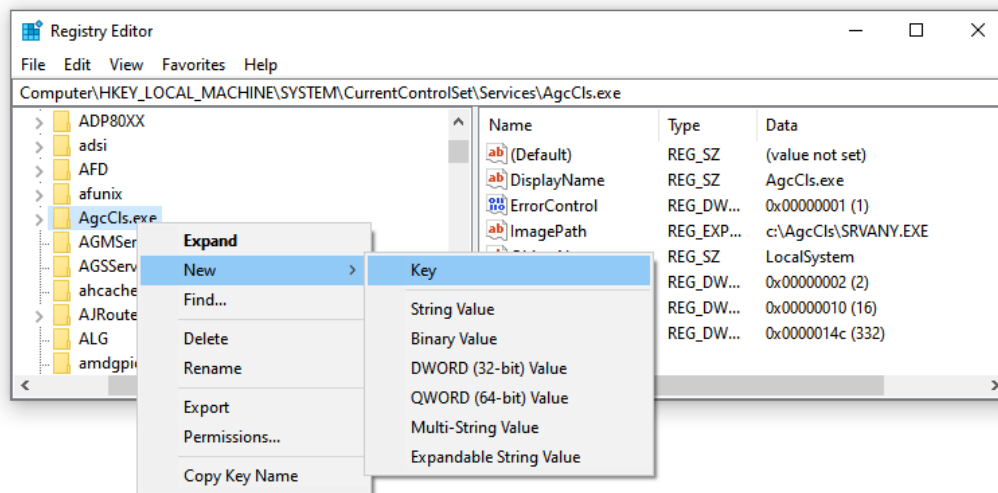 Registry Editor
File Edit View Favorites Help
Computer\HKEY_LOCAL_MACHINE\SYSTEM\CurrentControlSet\Services\AgcCls.exe
ADP80XX
adsi
AFD
afunix
AgcCls.exe
AGMSer
AGSServ
ahcache
AJRoute
ALG
amdgpi
Name Type Data
(Default) REG_SZ (value not set)
DisplayName REG_SZ AgcCls.exe
ErrorControl REG_DW... 0x00000001 (1)
ImagePath REG_EXP... c:\AgcCls\SRVANY.EXE
REG_SZ LocalSystem
REG_DW... 0x00000002 (2)
REG_DW... 0x00000010 (16)
REG_DW... 0x0000014c (332)
Expand
New
Find...
Delete
Rename
Export
Permissions...
Copy Key Name
Key
String Value
Binary Value
DWORD (32-bit) Value
QWORD (64-bit) Value
Multi-String Value
Expandable String Value